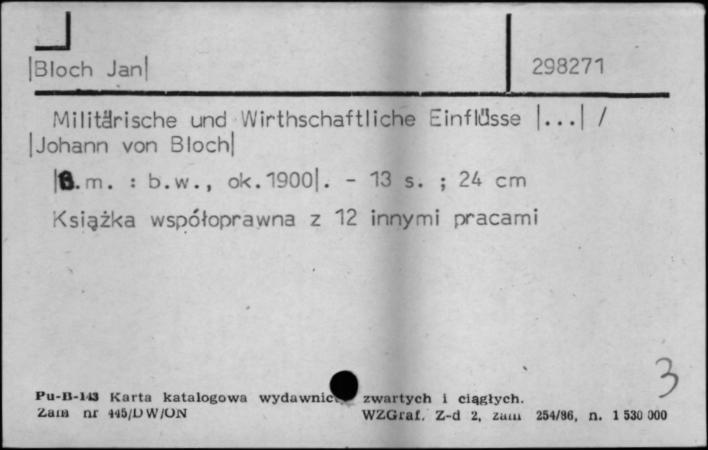 |Bloch Jan| 298271
Militärische und Wirthschaftliche Einflüsse |...| /
|Johann von Bloch|
|B.m. : b.w., ok.1900|. - 13 s. ; 24 cm
Książka współoprawna z 12 innymi pracami
3
Pu-B-143 Karta katalogowa wydawnic zwartych i ciągłych.
Zam nr 445/DW/ON WZGraf. Z-d 2, zam 254/86, n. 1 530 000